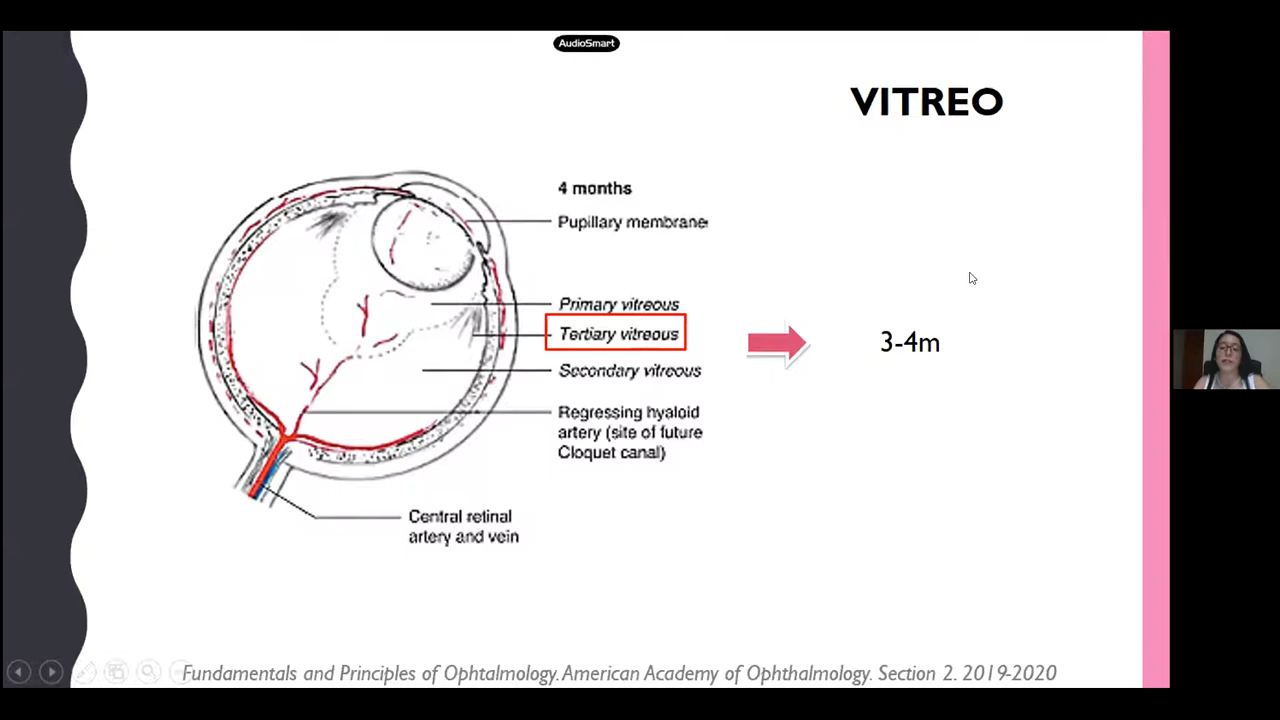 AudioSmart
VITREO
4 months
Pupillary membrane
Primary vitreous
Tertiary vitreous
3-4m
Secondary vitreous
Regressing hyaloid
artery (site of future
Cloquet canal)
Central retinal
artery and vein
Fundamentals and Principles of Ophtalmology. American Academy of Ophthalmology. Section 2. 2019-2020